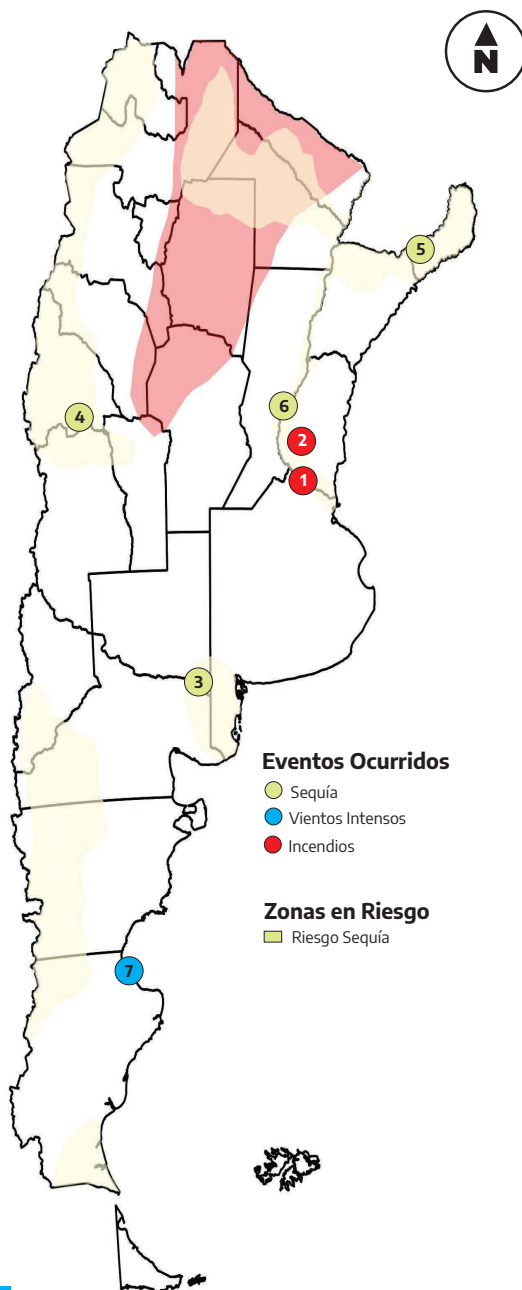 N
5
4
6
2
1
3
Eventos Ocurridos
Sequía
Vientos Intensos
Incendios
Zonas en Riesgo
Riesgo Sequía
7